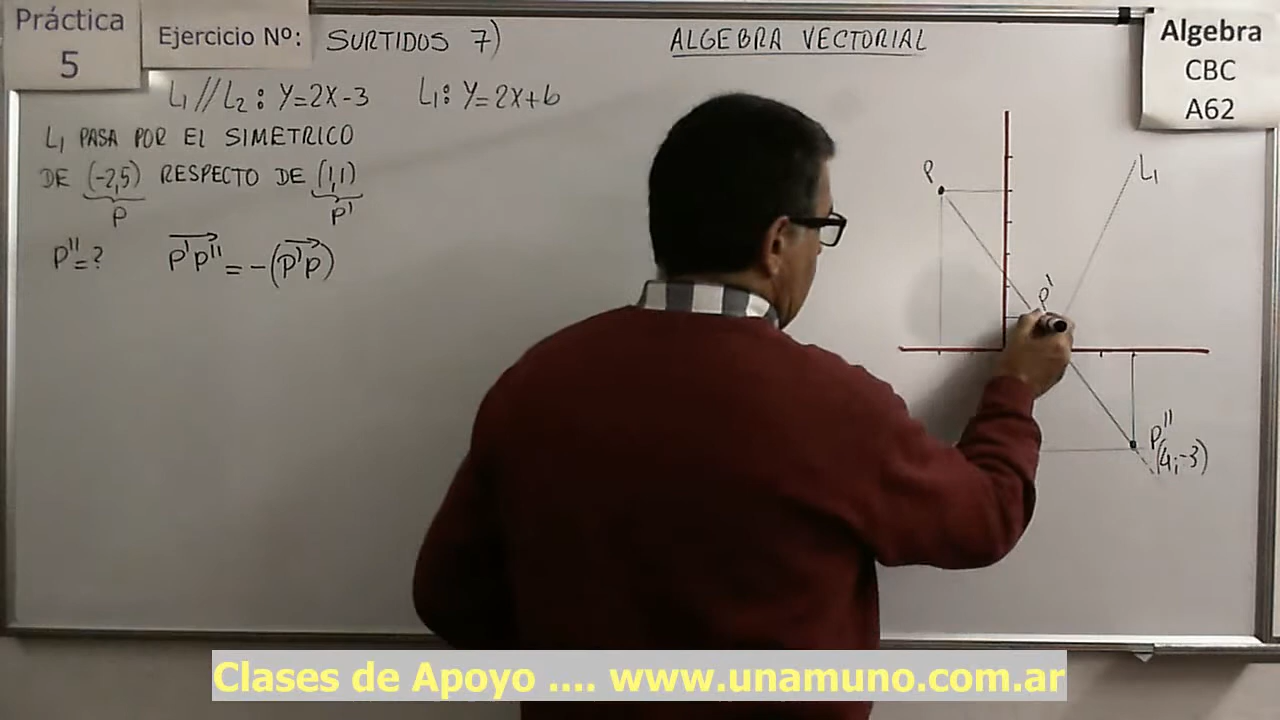 Práctica
5
Ejercicio Nº: SURTIDOS 7)
ALGEBRA VECTORIAL
Algebra
CBC
A62
L₁ // L₂ : Y=2X-3 L₁: Y=2X+b
L₁ PASA POR EL SIMETRICO
DE (-2,5) RESPECTO DE (1,1)
P P'
P''=? P'P'' = -(P'P)
P
L₁
P'
P''
(4;-3)
Clases de Apoyo .... www.unamuno.com.ar